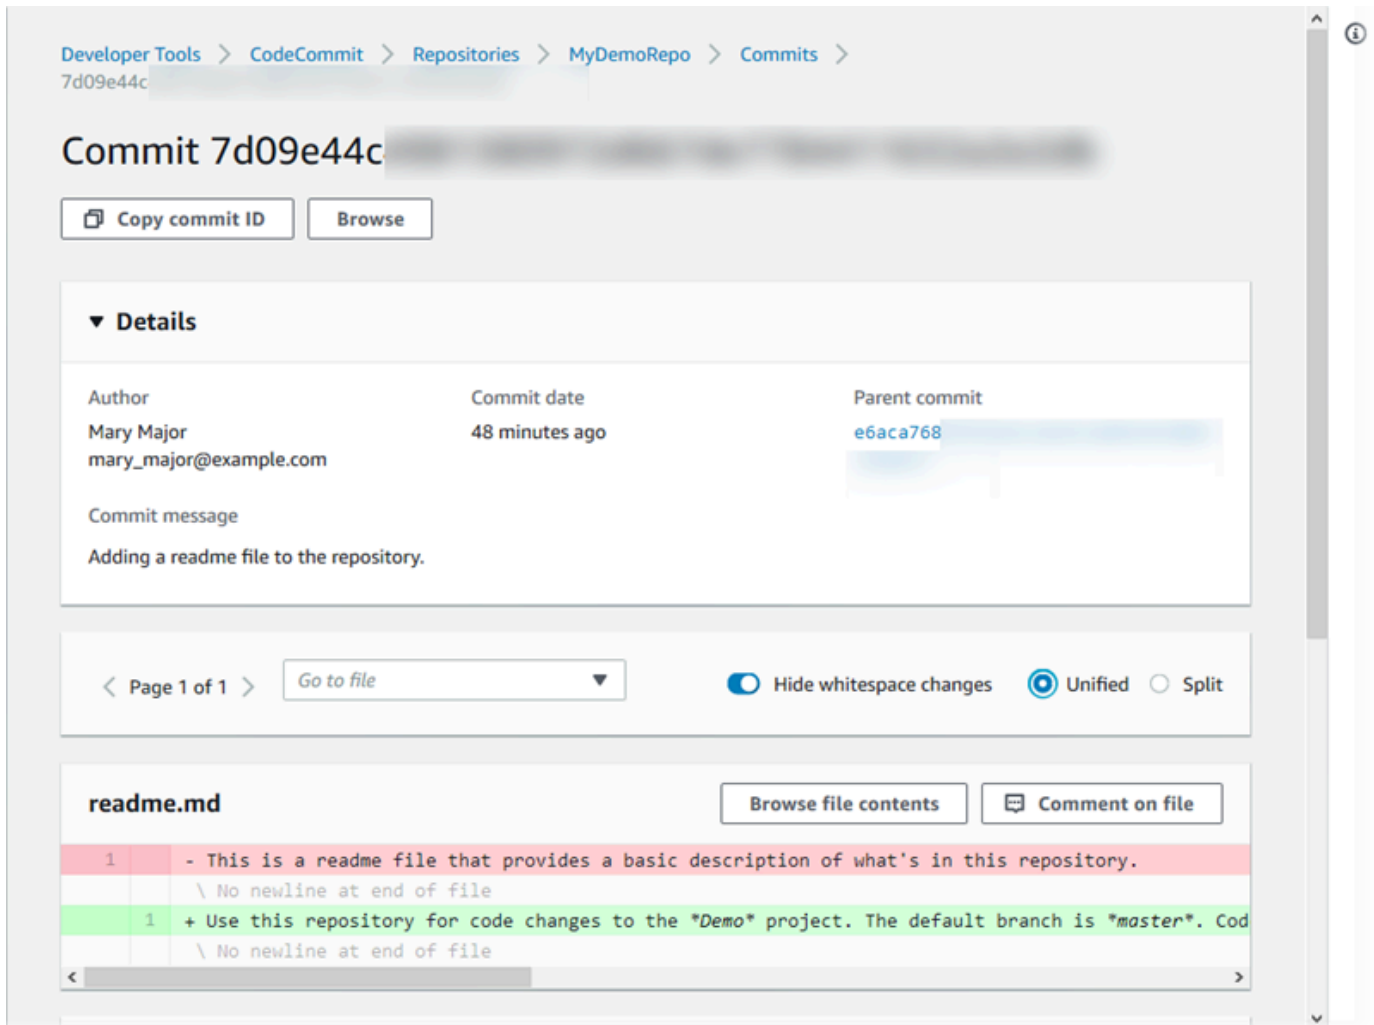 Developer Tools > CodeCommit > Repositories > MyDemoRepo > Commits >
7d09e44c
Commit 7d09e44c
Copy commit ID Browse
▼ Details
Author Commit date Parent commit
Mary Major 48 minutes ago e6aca768
mary_major@example.com
Commit message
Adding a readme file to the repository.
< Page 1 of 1 > Go to file ▼ Hide whitespace changes Unified Split
readme.md Browse file contents Comment on file
1 - This is a readme file that provides a basic description of what's in this repository.
\ No newline at end of file
1 + Use this repository for code changes to the *Demo* project. The default branch is *master*. Cod
\ No newline at end of file